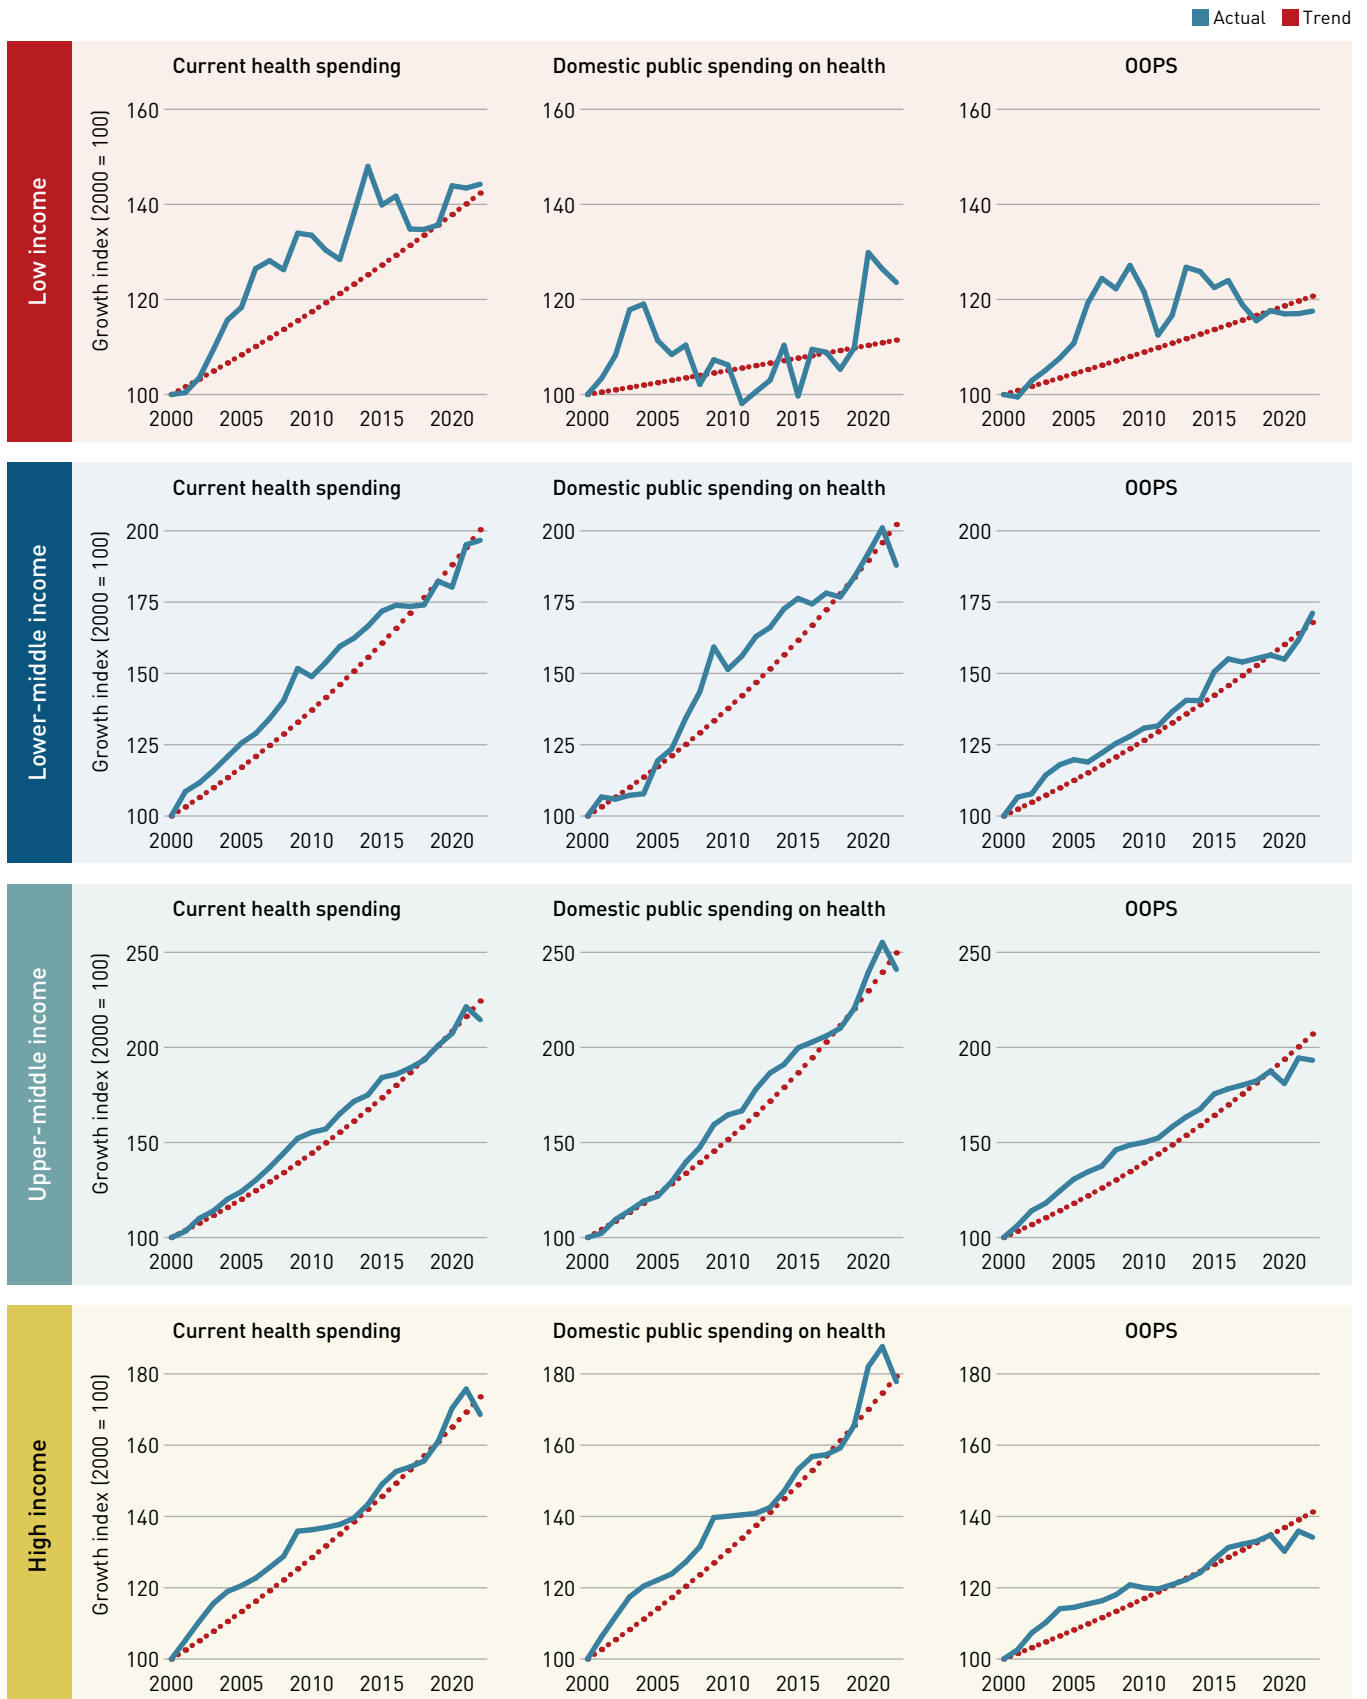 Actual Trend
Low income
Current health spending Domestic public spending on health OOPS
Growth index (2000 = 100)
160 160 160
140 140 140
120 120 120
100 100 100
2000 2005 2010 2015 2020 2000 2005 2010 2015 2020 2000 2005 2010 2015 2020
Lower-middle income
Current health spending Domestic public spending on health OOPS
Growth index (2000 = 100)
200 200 200
175 175 175
150 150 150
125 125 125
100 100 100
2000 2005 2010 2015 2020 2000 2005 2010 2015 2020 2000 2005 2010 2015 2020
Upper-middle income
Current health spending Domestic public spending on health OOPS
Growth index (2000 = 100)
250 250 250
200 200 200
150 150 150
100 100 100
2000 2005 2010 2015 2020 2000 2005 2010 2015 2020 2000 2005 2010 2015 2020
High income
Current health spending Domestic public spending on health OOPS
Growth index (2000 = 100)
180 180 180
160 160 160
140 140 140
120 120 120
100 100 100
2000 2005 2010 2015 2020 2000 2005 2010 2015 2020 2000 2005 2010 2015 2020